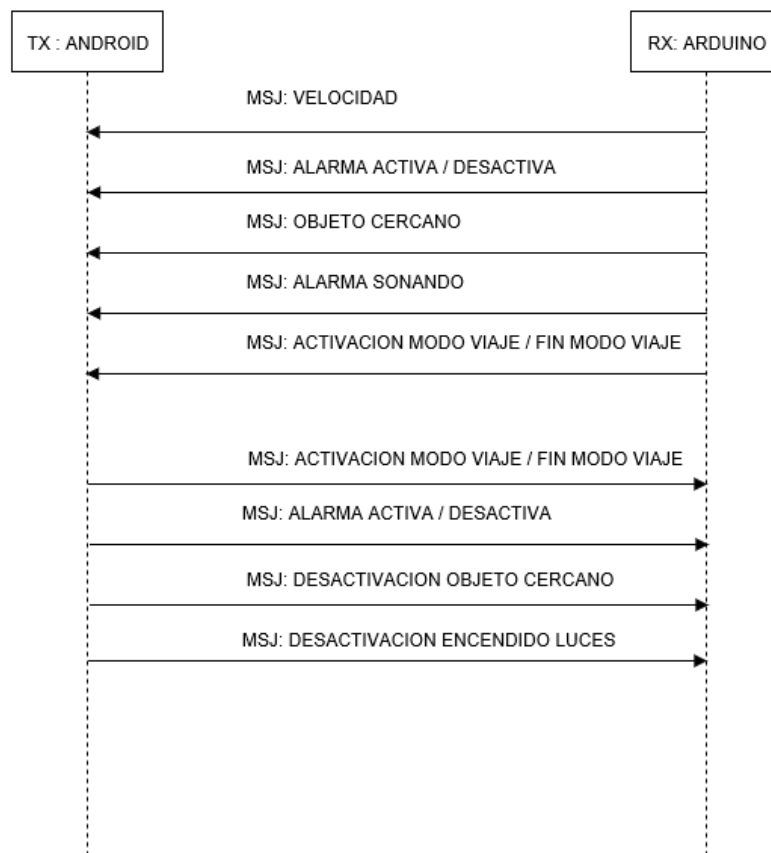 TX : ANDROID
RX: ARDUINO
MSJ: VELOCIDAD
MSJ: ALARMA ACTIVA / DESACTIVA
MSJ: OBJETO CERCANO
MSJ: ALARMA SONANDO
MSJ: ACTIVACION MODO VIAJE / FIN MODO VIAJE
MSJ: ACTIVACION MODO VIAJE / FIN MODO VIAJE
MSJ: ALARMA ACTIVA / DESACTIVA
MSJ: DESACTIVACION OBJETO CERCANO
MSJ: DESACTIVACION ENCENDIDO LUCES